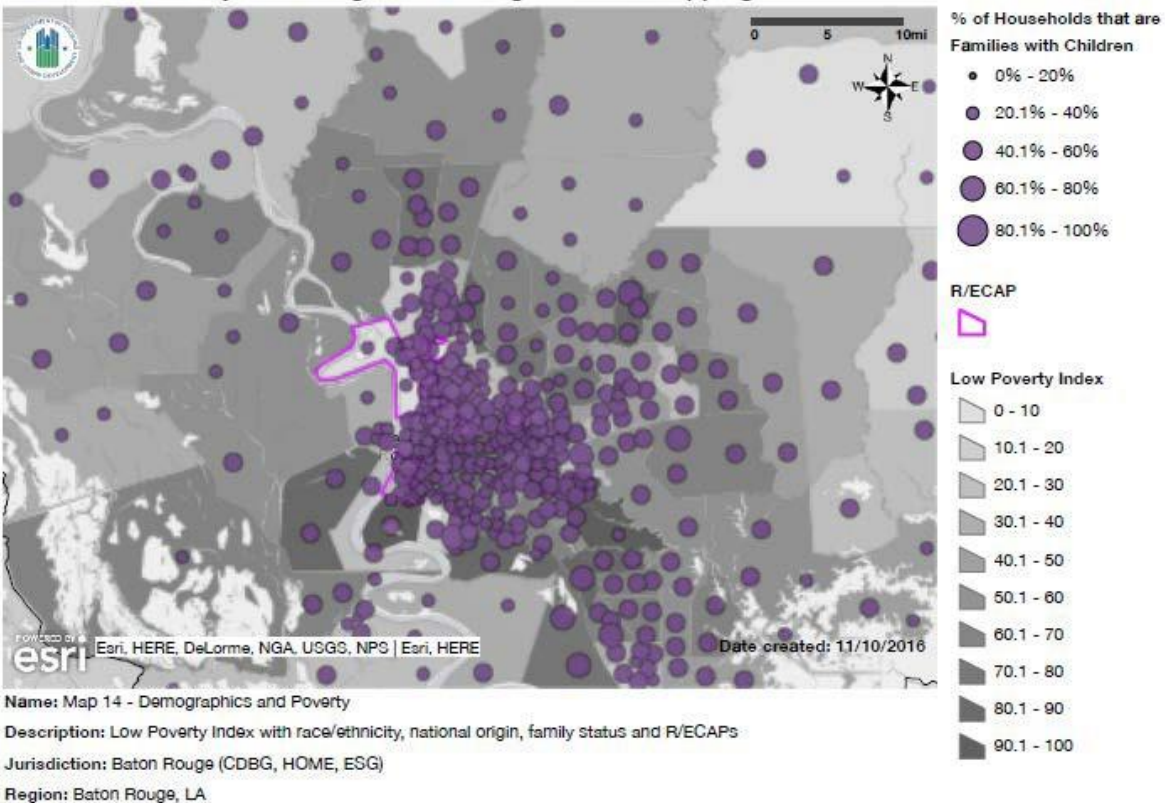 0 5 10mi
N
W E
S
% of Households that are
Families with Children
0% - 20%
20.1% - 40%
40.1% - 60%
60.1% - 80%
80.1% - 100%
R/ECAP
Low Poverty Index
0 - 10
10.1 - 20
20.1 - 30
30.1 - 40
40.1 - 50
50.1 - 60
60.1 - 70
70.1 - 80
80.1 - 90
90.1 - 100
POWERED BY
esri
Esri, HERE, DeLorme, NGA, USGS, NPS | Esri, HERE
Date created: 11/10/2016
Name: Map 14 - Demographics and Poverty
Description: Low Poverty Index with race/ethnicity, national origin, family status and R/ECAPs
Jurisdiction: Baton Rouge (CDBG, HOME, ESG)
Region: Baton Rouge, LA